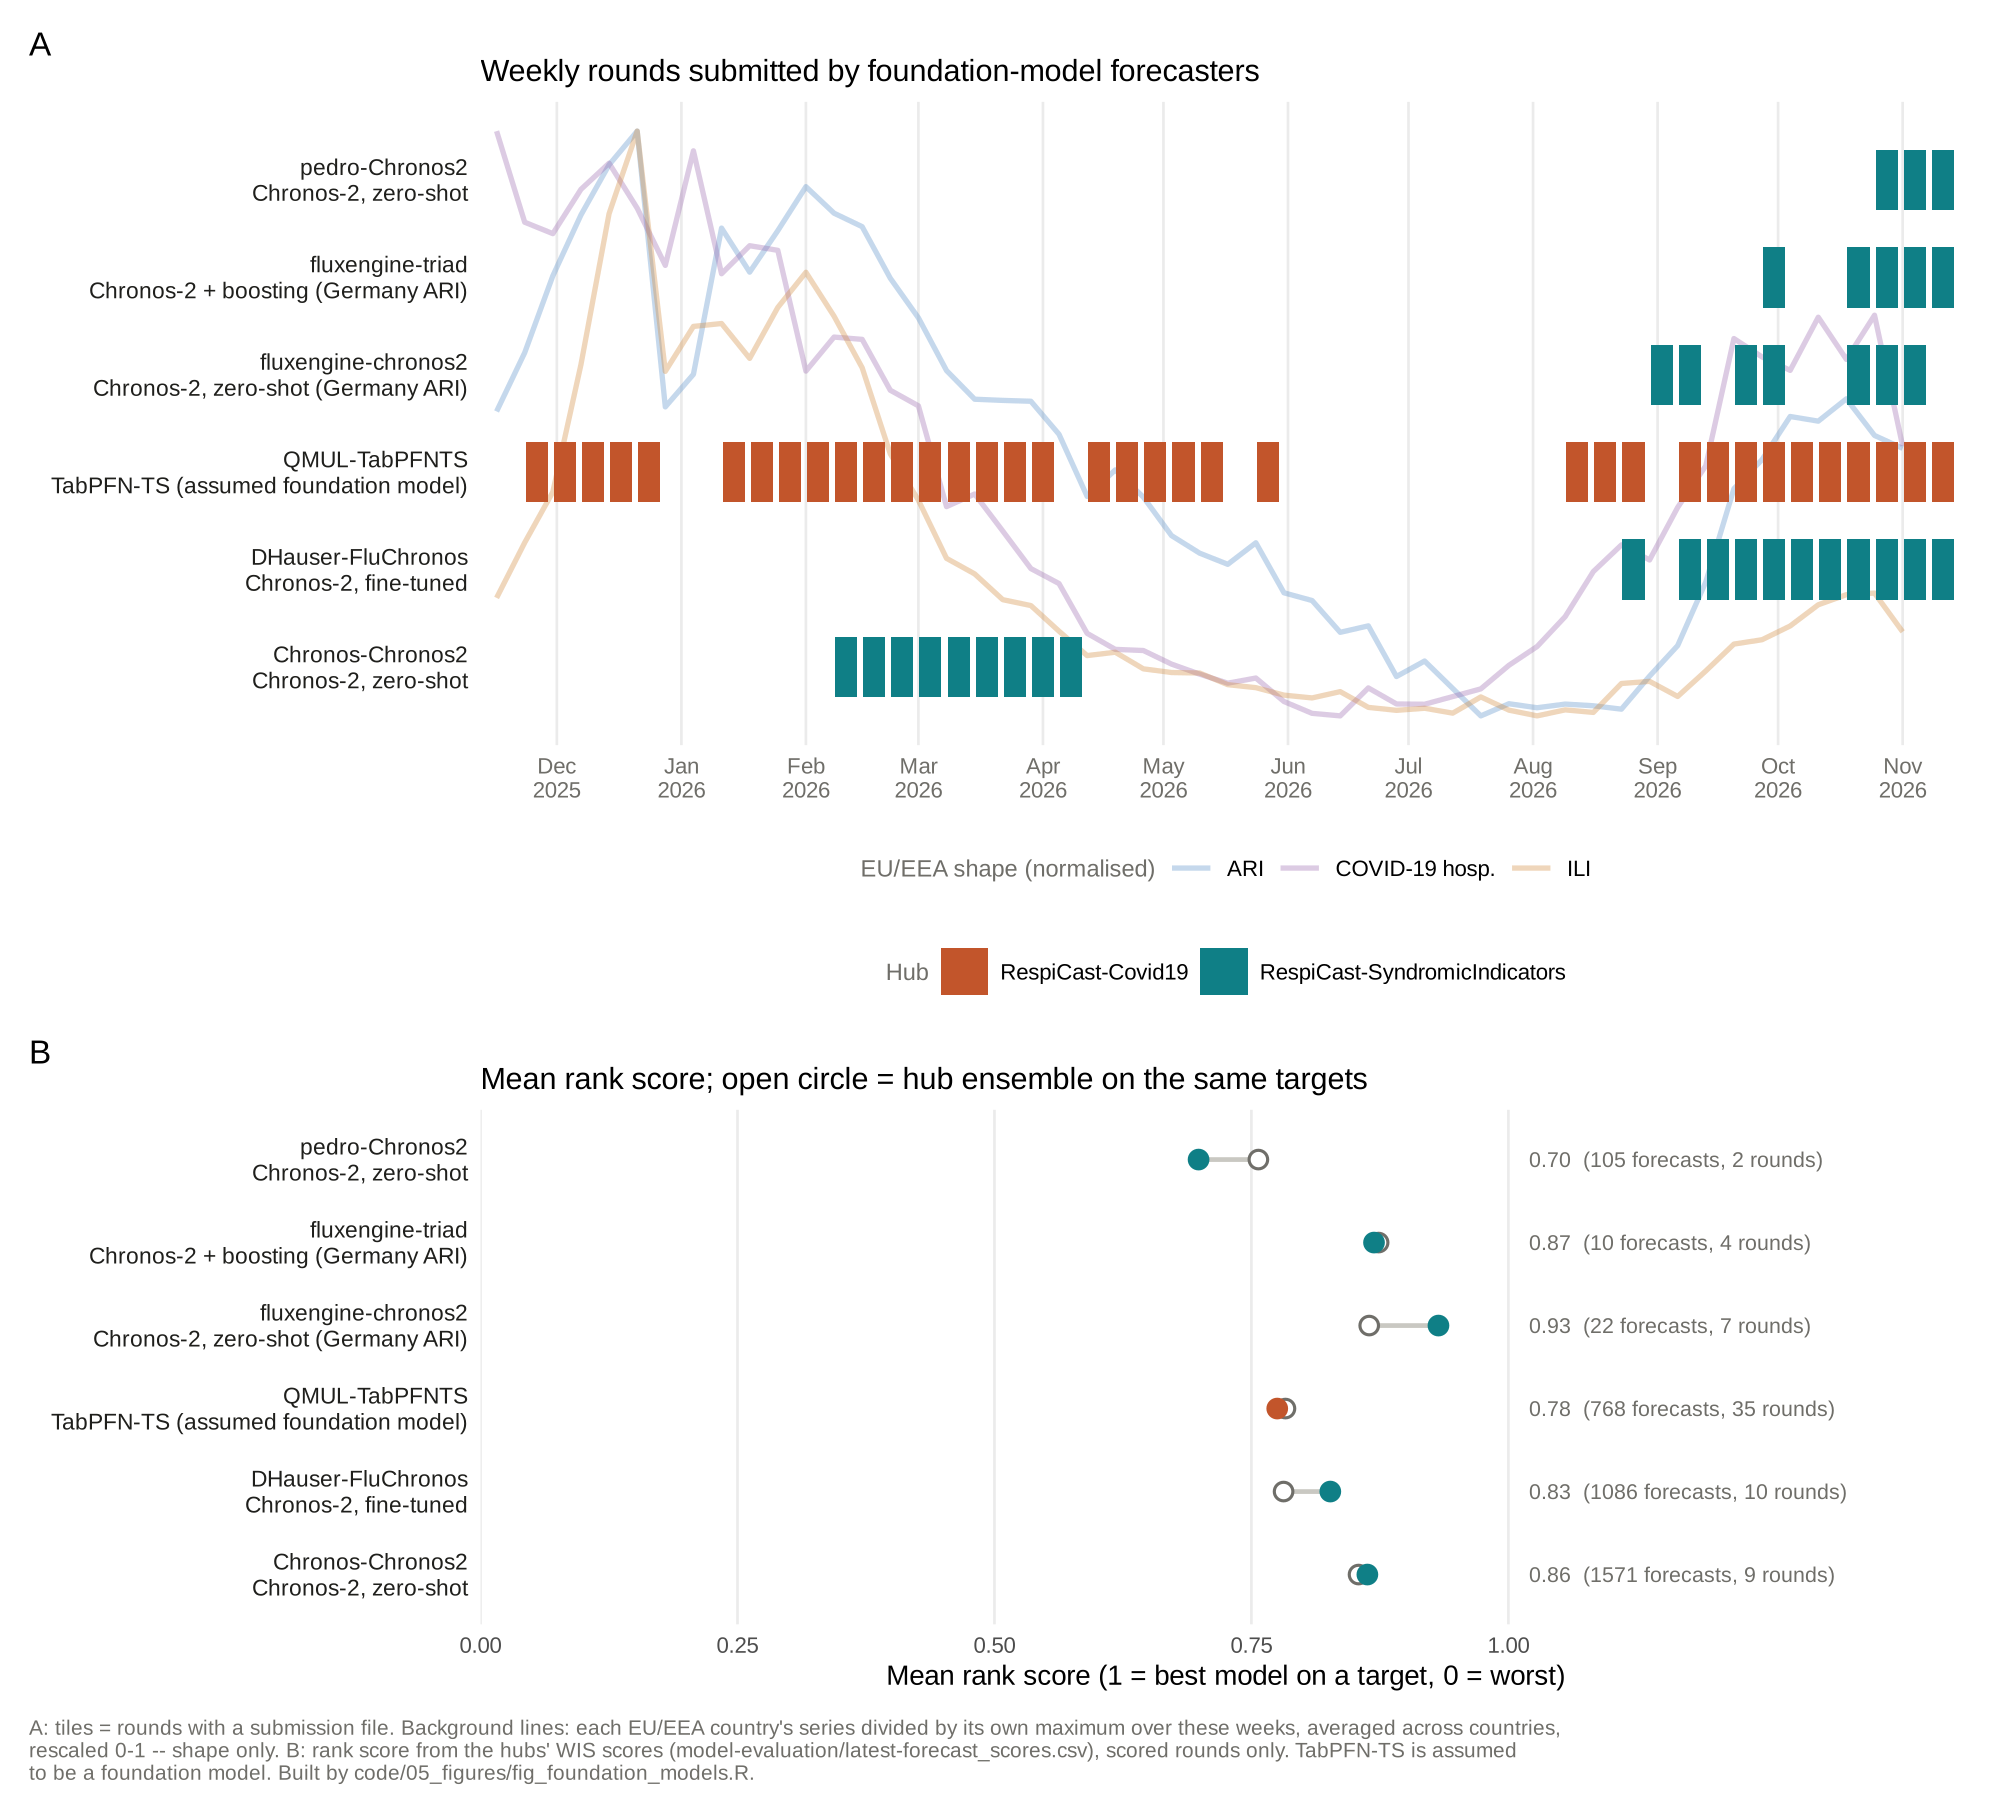 A
Weekly rounds submitted by foundation-model forecasters
pedro-Chronos2
Chronos-2, zero-shot
fluxengine-triad
Chronos-2 + boosting (Germany ARI)
fluxengine-chronos2
Chronos-2, zero-shot (Germany ARI)
QMUL-TabPFNTS
TabPFN-TS (assumed foundation model)
DHauser-FluChronos
Chronos-2, fine-tuned
Chronos-Chronos2
Chronos-2, zero-shot
Dec Jan Feb Mar Apr May Jun Jul Aug Sep Oct Nov
2025 2026 2026 2026 2026 2026 2026 2026 2026 2026 2026 2026
EU/EEA shape (normalised) ARI COVID-19 hosp. ILI
Hub RespiCast-Covid19 RespiCast-SyndromicIndicators
B
Mean rank score; open circle = hub ensemble on the same targets
pedro-Chronos2
Chronos-2, zero-shot
0.70 (105 forecasts, 2 rounds)
fluxengine-triad
Chronos-2 + boosting (Germany ARI)
0.87 (10 forecasts, 4 rounds)
fluxengine-chronos2
Chronos-2, zero-shot (Germany ARI)
0.93 (22 forecasts, 7 rounds)
QMUL-TabPFNTS
TabPFN-TS (assumed foundation model)
0.78 (768 forecasts, 35 rounds)
DHauser-FluChronos
Chronos-2, fine-tuned
0.83 (1086 forecasts, 10 rounds)
Chronos-Chronos2
Chronos-2, zero-shot
0.86 (1571 forecasts, 9 rounds)
0.00 0.25 0.50 0.75 1.00
Mean rank score (1 = best model on a target, 0 = worst)
A: tiles = rounds with a submission file. Background lines: each EU/EEA country's series divided by its own maximum over these weeks, averaged across countries,
rescaled 0-1 -- shape only. B: rank score from the hubs' WIS scores (model-evaluation/latest-forecast_scores.csv), scored rounds only. TabPFN-TS is assumed
to be a foundation model. Built by code/05_figures/fig_foundation_models.R.